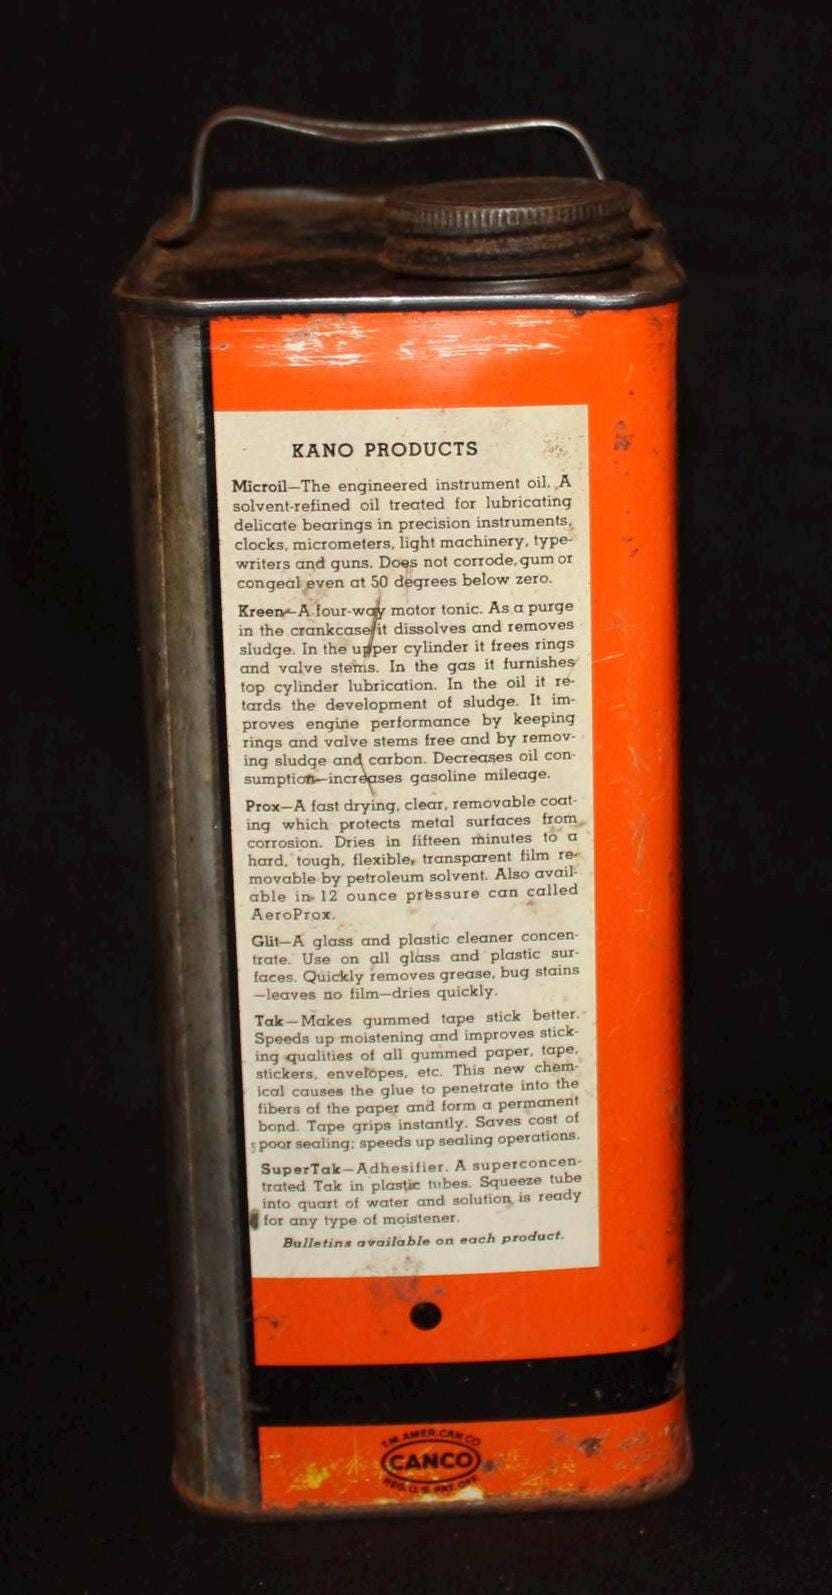 KANO PRODUCTS
Microil—The engineered instrument oil. A
solvent-refined oil treated for lubricating
delicate bearings in precision instruments,
clocks, micrometers, light machinery, type-
writers and guns. Does not corrode, gum or
congeal even at 50 degrees below zero.
Kreen—A four-way motor tonic. As a purge
in the crankcase it dissolves and removes
sludge. In the upper cylinder it frees rings
and valve stems. In the gas it furnishes
top cylinder lubrication. In the oil it re-
tards the development of sludge. It im-
proves engine performance by keeping
rings and valve stems free and by remov-
ing sludge and carbon. Decreases oil con-
sumption—increases gasoline mileage.
Prox—A fast drying, clear, removable coat-
ing which protects metal surfaces from
corrosion. Dries in fifteen minutes to a
hard, tough, flexible, transparent film re-
movable by petroleum solvent. Also avail-
able in 12 ounce pressure can called
AeroProx.
Glit—A glass and plastic cleaner concen-
trate. Use on all glass and plastic sur-
faces. Quickly removes grease, bug stains
—leaves no film—dries quickly.
Tak—Makes gummed tape stick better.
Speeds up moistening and improves stick-
ing qualities of all gummed paper, tape,
stickers, envelopes, etc. This new chem-
ical causes the glue to penetrate into the
fibers of the paper and form a permanent
bond. Tape grips instantly. Saves cost of
poor sealing; speeds up sealing operations.
SuperTak—Adhesifier. A superconcen-
trated Tak in plastic tubes. Squeeze tube
into quart of water and solution is ready
for any type of moistener.
Bulletins available on each product.
T.M. AMER. CAN CO
CANCO
REG. U.S. PAT. OFF.